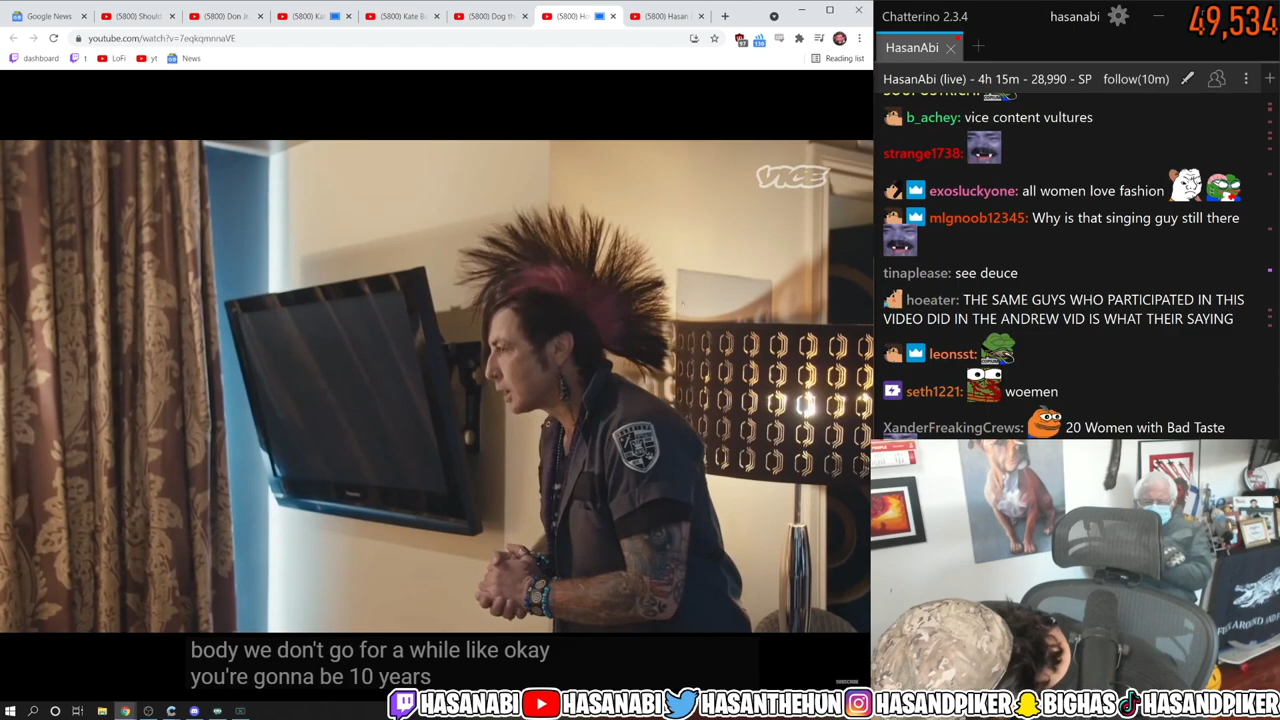 Google News
(5800) Should
(5800) Don Je
(5800) Kat
(5800) Kate B
(5800) Dog th
(5800) Ho
(5800) Hasan
youtube.com/watch?v=7eqkqmnnaVE
dashboard
t
LoFi
yt
News
Reading list
VICE
body we don't go for a while like okay
you're gonna be 10 years
SUBSCRIBE
Chatterino 2.3.4
hasanabi
49,534
HasanAbi
HasanAbi (live) - 4h 15m - 28,990 - SP
follow(10m)
b_achey: vice content vultures
strange1738:
exosluckyone: all women love fashion
mlgnoob12345: Why is that singing guy still there
tinaplease: see deuce
hoeater: THE SAME GUYS WHO PARTICIPATED IN THIS
VIDEO DID IN THE ANDREW VID IS WHAT THEIR SAYING
leonsst:
seth1221: woemen
XanderFreakingCrews: 20 Women with Bad Taste
HASANABI HASANABI HASANTHEHUN HASANDPIKER BIGHAS HASANDPIKER